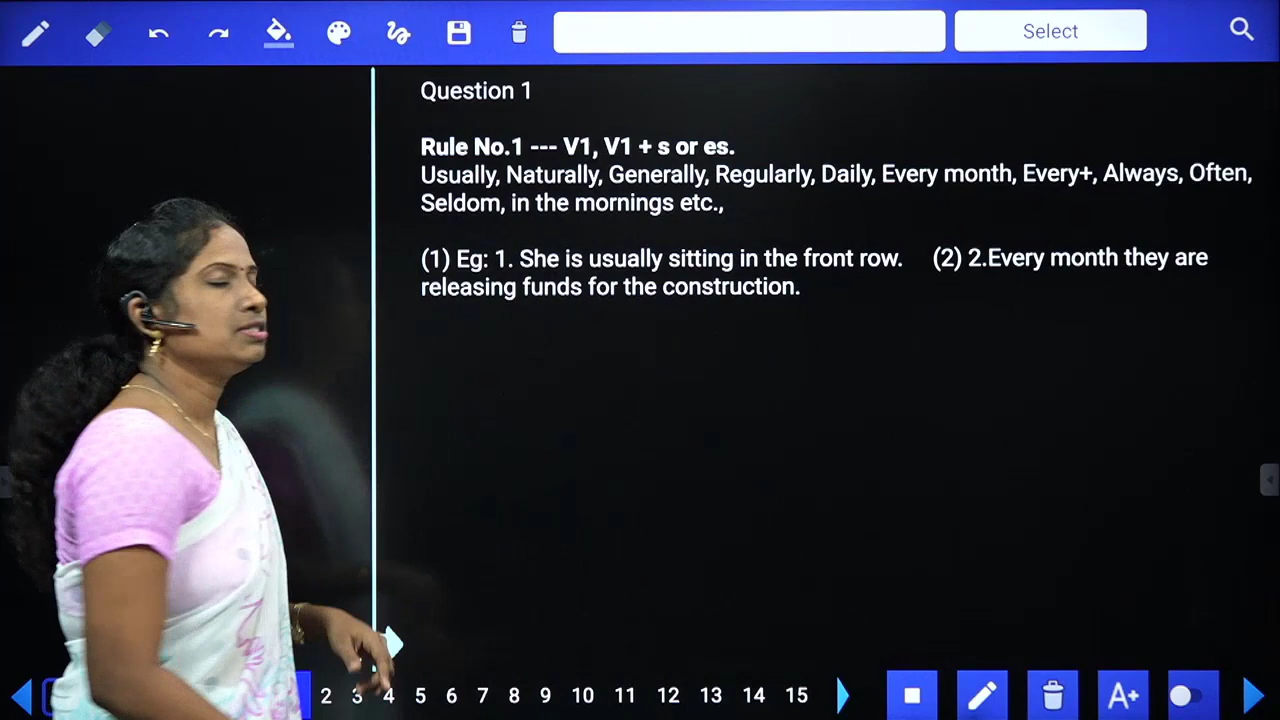 Select
Question 1
Rule No.1 --- V1, V1 + s or es.
Usually, Naturally, Generally, Regularly, Daily, Every month, Every+, Always, Often,
Seldom, in the mornings etc.,
(1) Eg: 1. She is usually sitting in the front row. (2) 2.Every month they are
releasing funds for the construction.
2 3 4 5 6 7 8 9 10 11 12 13 14 15
A+